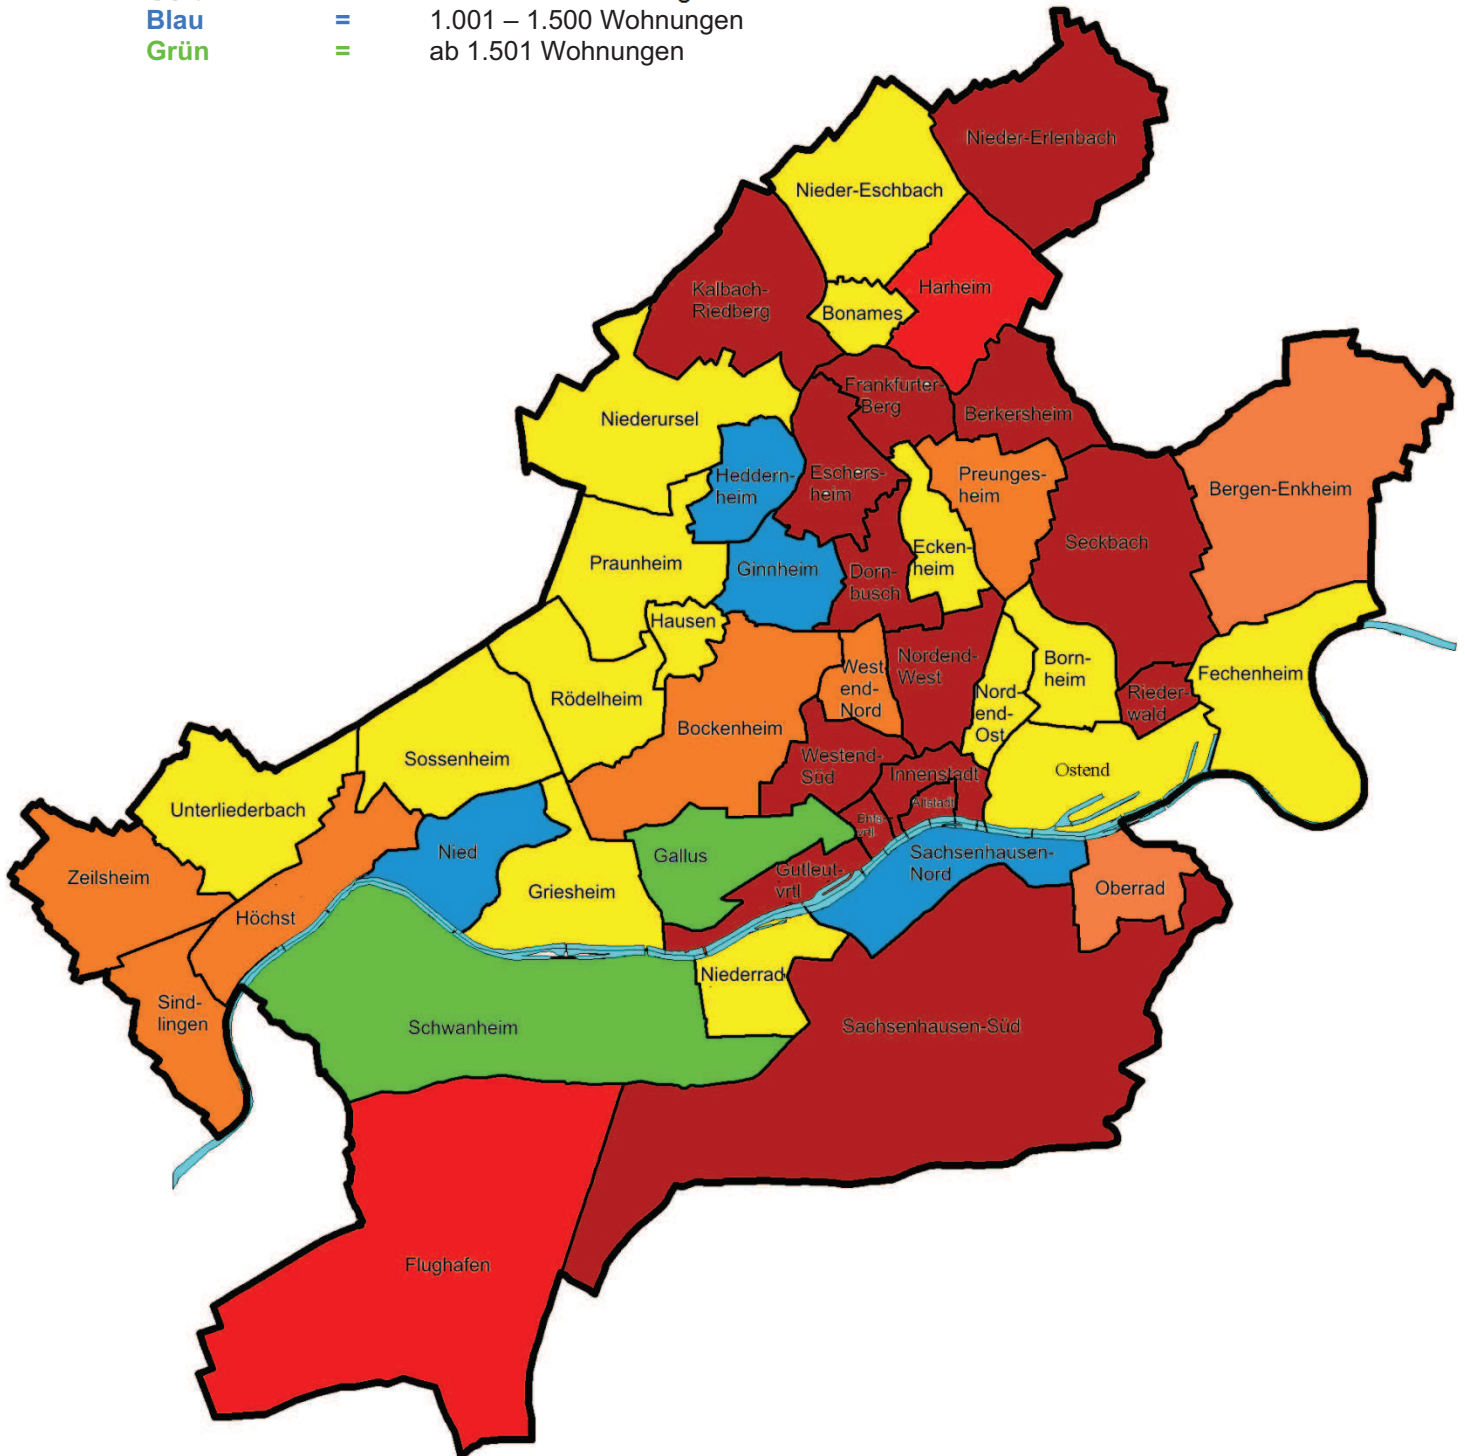 Blau = 1.001 – 1.500 Wohnungen
Grün = ab 1.501 Wohnungen
Nieder-Erlenbach
Nieder-Eschbach
Harheim
Kalbach-
Riedberg
Bonames
Frankfurter-
Berg
Berkersheim
Niederursel
Heddern-
heim
Eschers-
heim
Preunges-
heim
Bergen-Enkheim
Seckbach
Praunheim
Ginnheim
Dorn-
busch
Ecken-
heim
Hausen
Nordend-
West
Born-
heim
West-
end-
Nord
Fechenheim
Rödelheim
Nord-
end-
Ost
Rieder-
wald
Bockenheim
Sossenheim
Westend-
Süd
Innenstadt
Ostend
Unterliederbach
Altstadt
Nied
Gallus
Sachsenhausen-
Nord
Zeilsheim
Griesheim
Gutleut-
vrtl
Oberrad
Höchst
Niederrad
Sind-
lingen
Schwanheim
Sachsenhausen-Süd
Flughafen